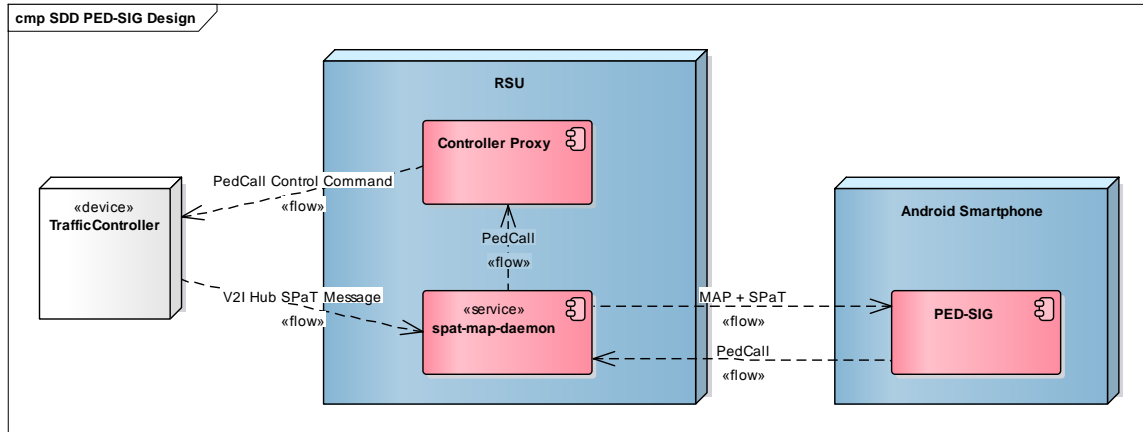 cmp SDD PED-SIG Design
RSU
Controller Proxy
PedCall Control Command
«flow»
«device»
TrafficController
Android Smartphone
PedCall
«flow»
V2I Hub SPaT Message
«flow»
«service»
spat-map-daemon
MAP + SPaT
«flow»
PED-SIG
PedCall
«flow»